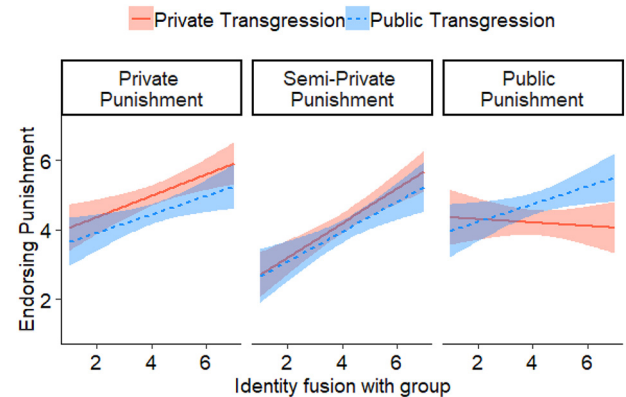 Private Transgression Public Transgression
Private
Punishment
Semi-Private
Punishment
Public
Punishment
Endorsing Punishment
6
4
2
2 4 6
2 4 6
2 4 6
Identity fusion with group